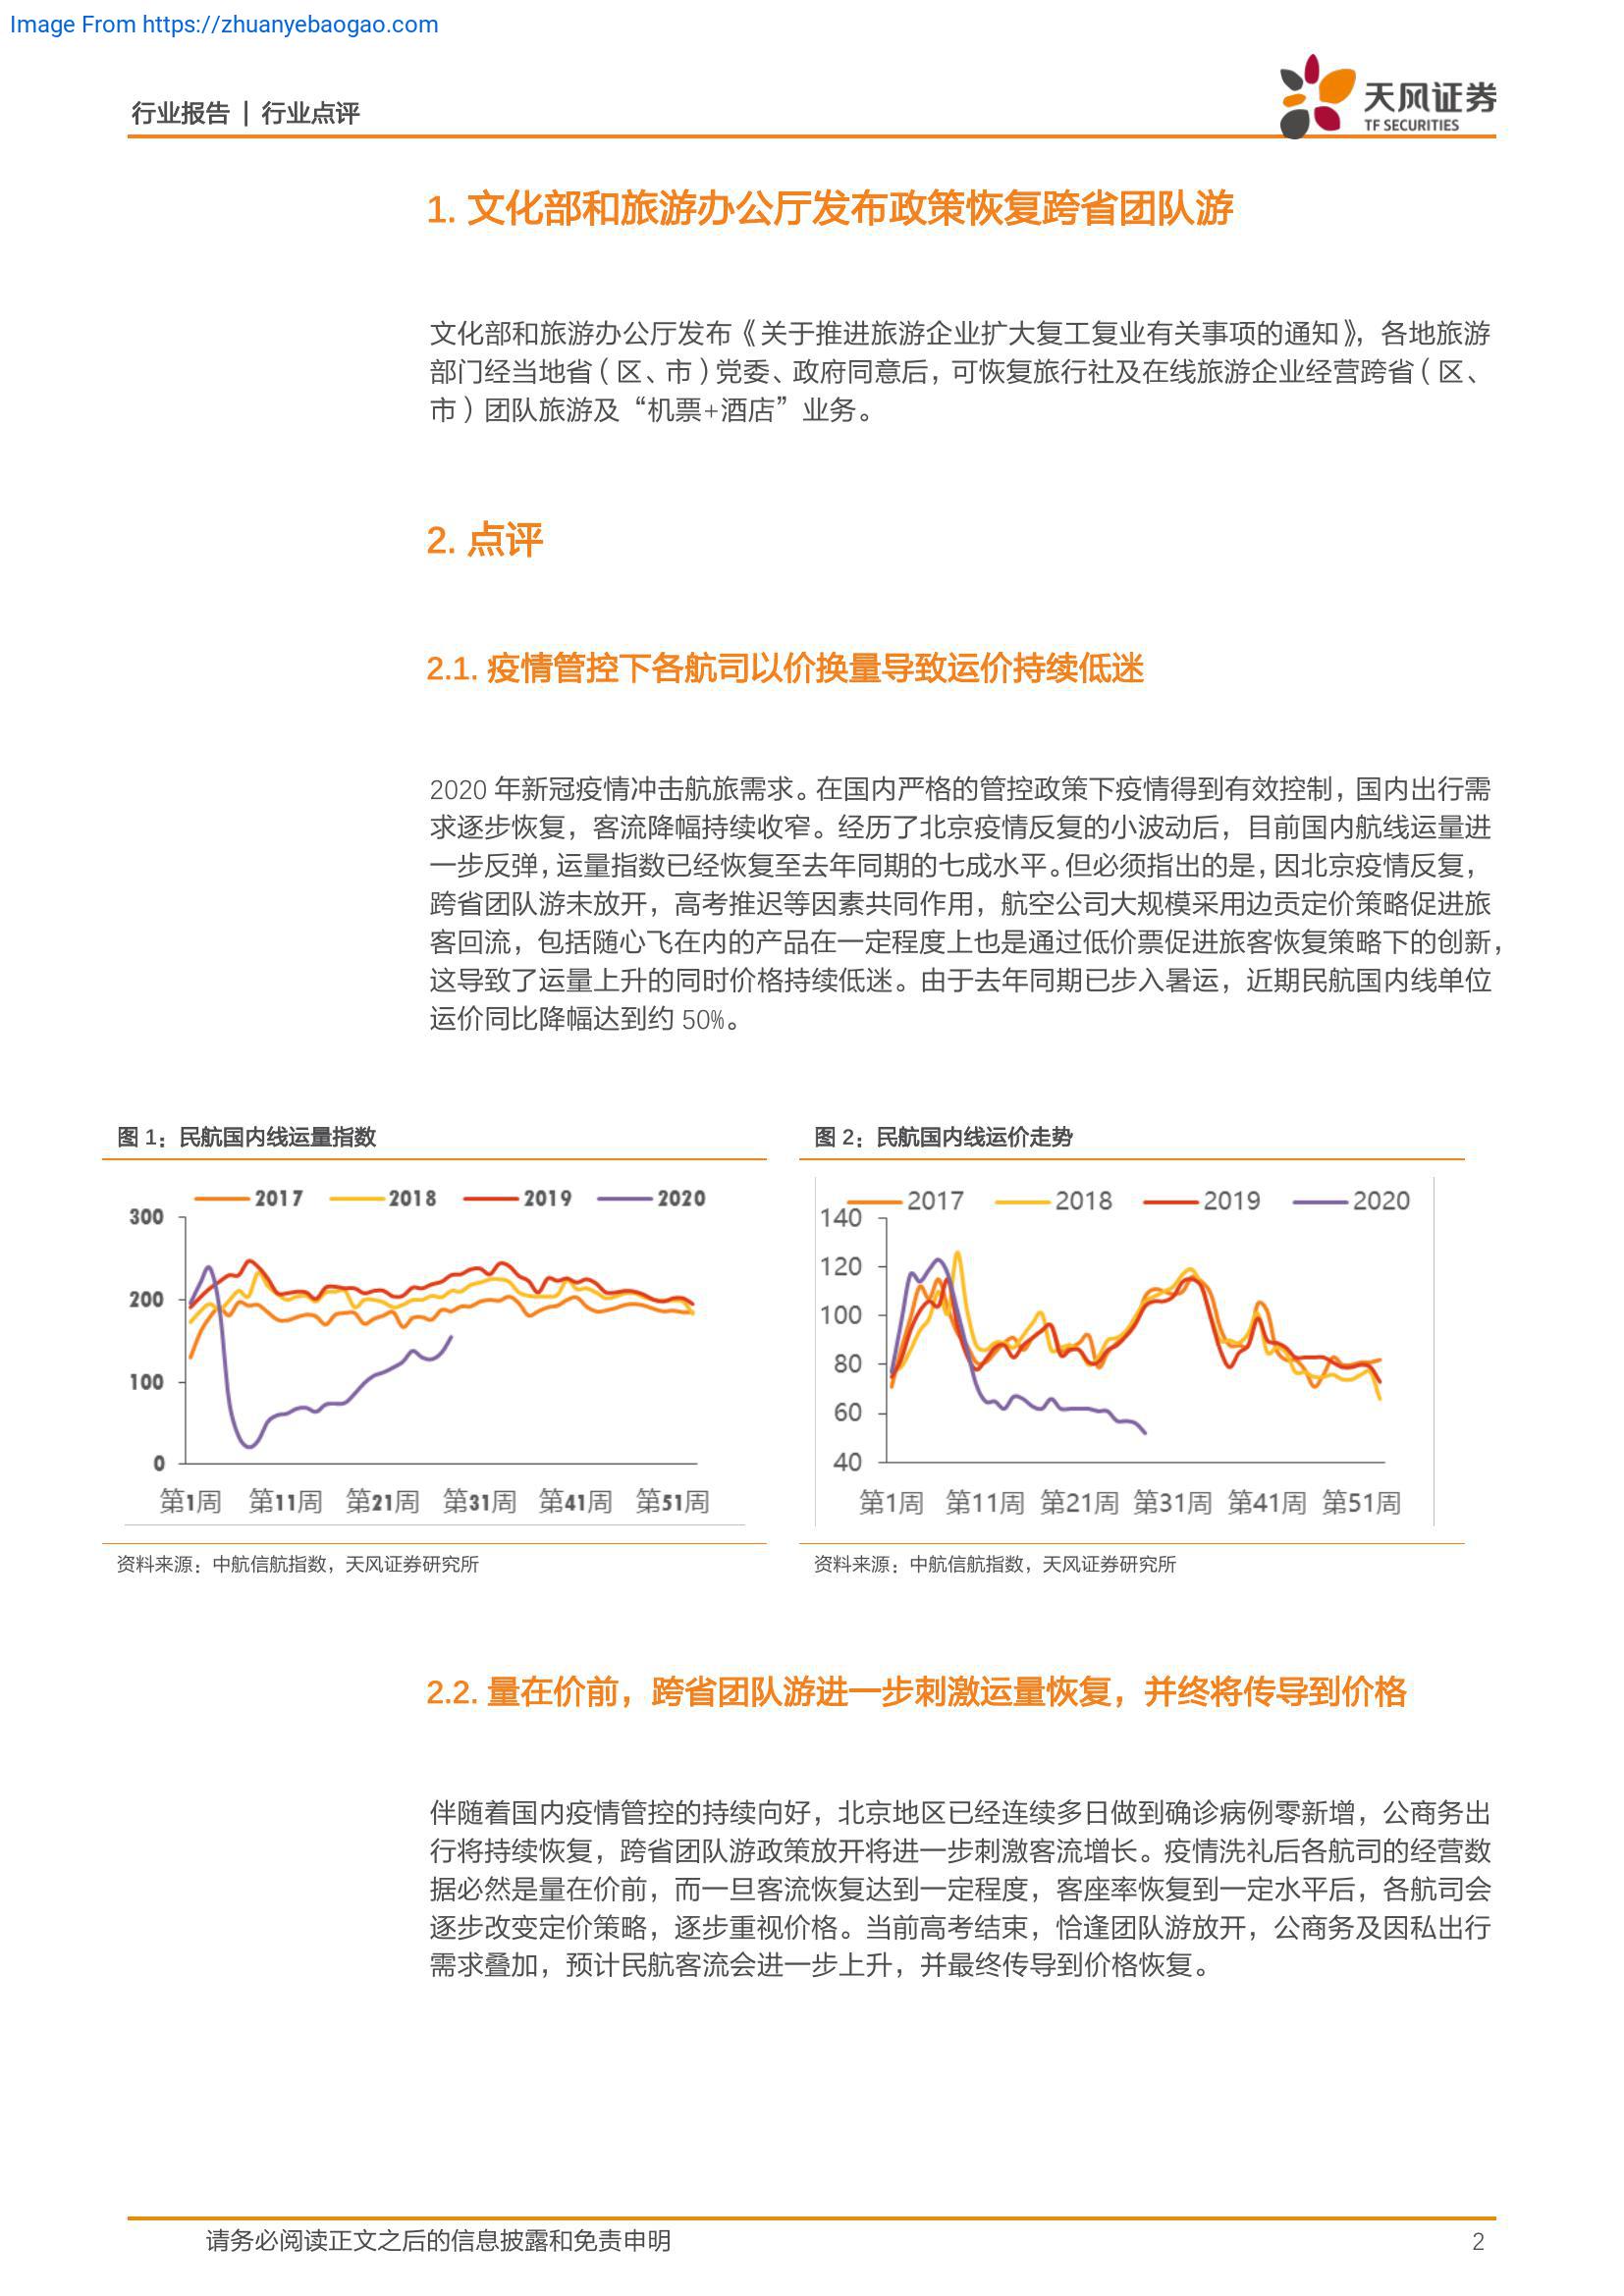 Image From https://zhuanyebaogao.com
行业报告 | 行业点评
天风证券
TF SECURITIES
1. 文化部和旅游办公厅发布政策恢复跨省团队游
文化部和旅游办公厅发布《关于推进旅游企业扩大复工复业有关事项的通知》，各地旅游
部门经当地省（区、市）党委、政府同意后，可恢复旅行社及在线旅游企业经营跨省（区、
市）团队旅游及“机票+酒店”业务。
2. 点评
2.1. 疫情管控下各航司以价换量导致运价持续低迷
2020 年新冠疫情冲击航旅需求。在国内严格的管控政策下疫情得到有效控制，国内出行需
求逐步恢复，客流降幅持续收窄。经历了北京疫情反复的小波动后，目前国内航线运量进
一步反弹，运量指数已经恢复至去年同期的七成水平。但必须指出的是，因北京疫情反复，
跨省团队游未放开，高考推迟等因素共同作用，航空公司大规模采用边贡定价策略促进旅
客回流，包括随心飞在内的产品在一定程度上也是通过低价票促进旅客恢复策略下的创新，
这导致了运量上升的同时价格持续低迷。由于去年同期已步入暑运，近期民航国内线单位
运价同比降幅达到约 50%。
图 1：民航国内线运量指数
2017 2018 2019 2020
300
200
100
0
第1周 第11周 第21周 第31周 第41周 第51周
资料来源：中航信航指数，天风证券研究所
图 2：民航国内线运价走势
2017 2018 2019 2020
140
120
100
80
60
40
第1周 第11周 第21周 第31周 第41周 第51周
资料来源：中航信航指数，天风证券研究所
2.2. 量在价前，跨省团队游进一步刺激运量恢复，并终将传导到价格
伴随着国内疫情管控的持续向好，北京地区已经连续多日做到确诊病例零新增，公商务出
行将持续恢复，跨省团队游政策放开将进一步刺激客流增长。疫情洗礼后各航司的经营数
据必然是量在价前，而一旦客流恢复达到一定程度，客座率恢复到一定水平后，各航司会
逐步改变定价策略，逐步重视价格。当前高考结束，恰逢团队游放开，公商务及因私出行
需求叠加，预计民航客流会进一步上升，并最终传导到价格恢复。
请务必阅读正文之后的信息披露和免责申明
2